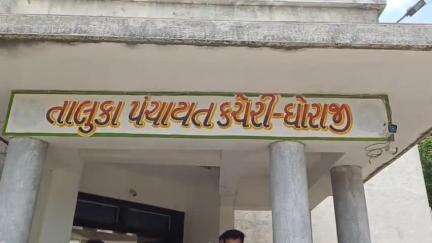 તાલુકા પંચાયત કચેરી-ધોરાજી